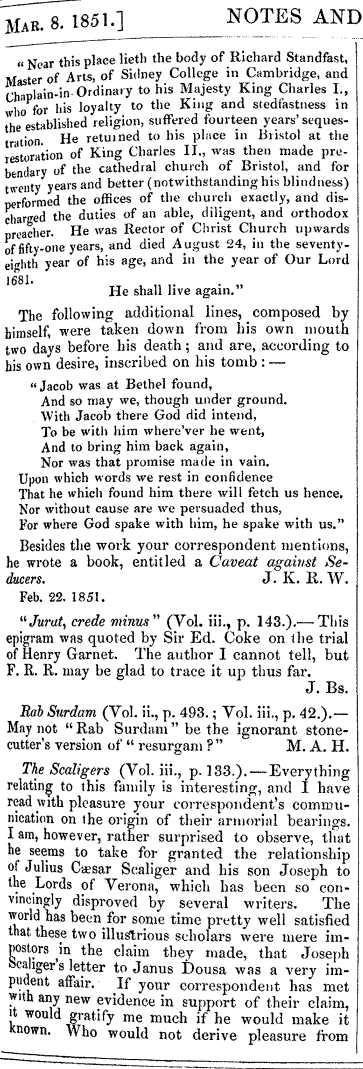 MAR. 8. 1851.] NOTES AND
"Near this place lieth the body of Richard Standfast,
Master of Arts, of Sidney College in Cambridge, and
Chaplain-in-Ordinary to his Majesty King Charles I.,
who for his loyalty to the King and stedfastness in
the established religion, suffered fourteen years' seques-
tration. He returned to his place in Bristol at the
restoration of King Charles II., was then made pre-
bendary of the cathedral church of Bristol, and for
twenty years and better (notwithstanding his blindness)
performed the offices of the church exactly, and dis-
charged the duties of an able, diligent, and orthodox
preacher. He was Rector of Christ Church upwards
of fifty-one years, and died August 24, in the seventy-
eighth year of his age, and in the year of Our Lord
1681.
He shall live again."
The following additional lines, composed by
himself, were taken down from his own mouth
two days before his death; and are, according to
his own desire, inscribed on his tomb:—
"Jacob was at Bethel found,
And so may we, though under ground.
With Jacob there God did intend,
To be with him where'ver he went,
And to bring him back again,
Nor was that promise made in vain.
Upon which words we rest in confidence
That he which found him there will fetch us hence.
Nor without cause are we persuaded thus,
For where God spake with him, he spake with us."
Besides the work your correspondent mentions,
he wrote a book, entitled a Caveat against Se-
ducers. J. K. R. W.
Feb. 22. 1851.
"Jurat, crede minus" (Vol. iii., p. 143.).—This
epigram was quoted by Sir Ed. Coke on the trial
of Henry Garnet. The author I cannot tell, but
F. R. R. may be glad to trace it up thus far.
J. Bs.
Rab Surdam (Vol. ii., p. 493.; Vol. iii., p. 42.).—
May not "Rab Surdam" be the ignorant stone-
cutter's version of "resurgam?" M. A. H.
The Scaligers (Vol. iii., p. 133.).—Everything
relating to this family is interesting, and I have
read with pleasure your correspondent's commu-
nication on the origin of their armorial bearings.
I am, however, rather surprised to observe, that
he seems to take for granted the relationship
of Julius Cæsar Scaliger and his son Joseph to
the Lords of Verona, which has been so con-
vincingly disproved by several writers. The
world has been for some time pretty well satisfied
that these two illustrious scholars were mere im-
postors in the claim they made, that Joseph
Scaliger's letter to Janus Dousa was a very im-
pudent affair. If your correspondent has met
with any new evidence in support of their claim,
it would gratify me much if he would make it
known. Who would not derive pleasure from